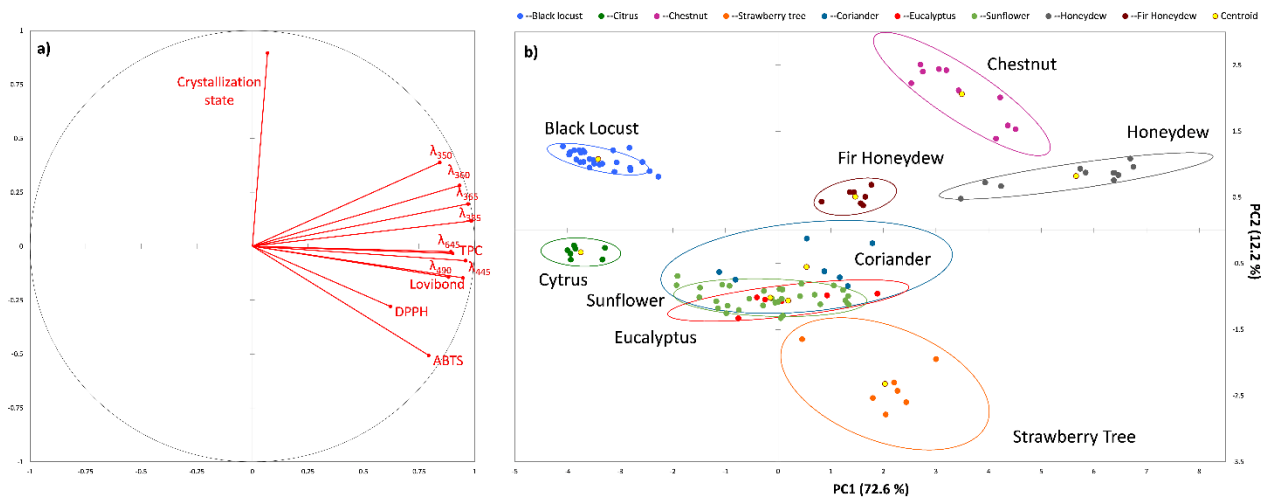 --Black locust --Citrus --Chestnut --Strawberry tree --Coriander --Eucalyptus --Sunflower --Honeydew --Fir Honeydew Centroid
a)
1
0.75
0.5
0.25
0
-0.25
-0.5
-0.75
-1
-1 -0.75 -0.5 -0.25 0 0.25 0.5 0.75 1
Crystallization
state
λ350
λ360
λ365
λ335
λ645
TPC
λ490
λ445
Lovibond
DPPH
ABTS
b)
Chestnut
Black Locust
Honeydew
Fir Honeydew
Cytrus
Coriander
Sunflower
Eucalyptus
Strawberry Tree
2.5
1.5
0.5
-0.5
-1.5
-2.5
-3.5
PC2 (12.2 %)
-5 -4 -3 -2 -1 0 1 2 3 4 5 6 7 8
PC1 (72.6 %)